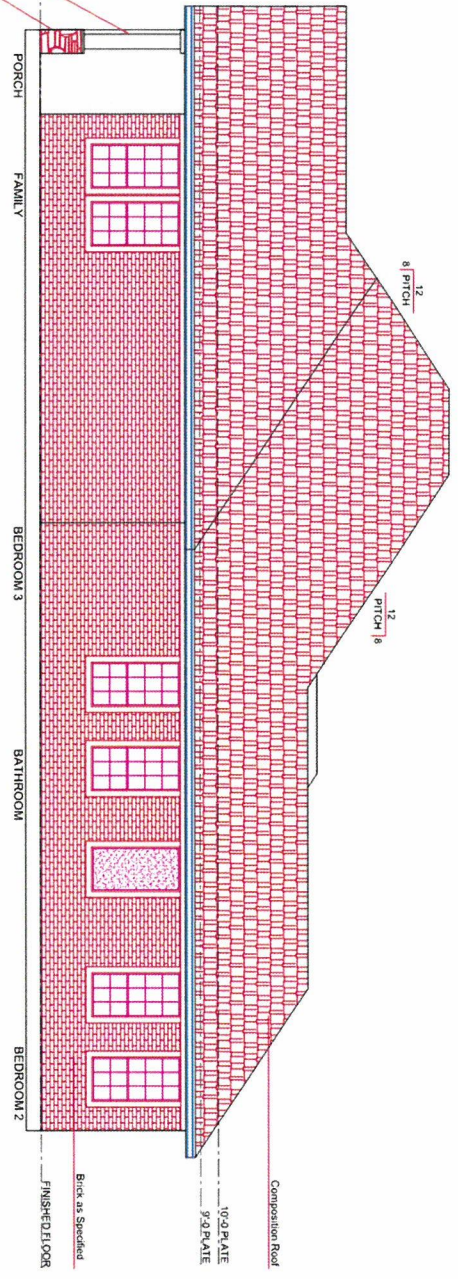 12
8 PITCH
12
PITCH 8
Composition Roof
10'-0 PLATE
9'-0 PLATE
Brick as Specified
FINISHED FLOOR
PORCH
FAMILY
BEDROOM 3
BATHROOM
BEDROOM 2